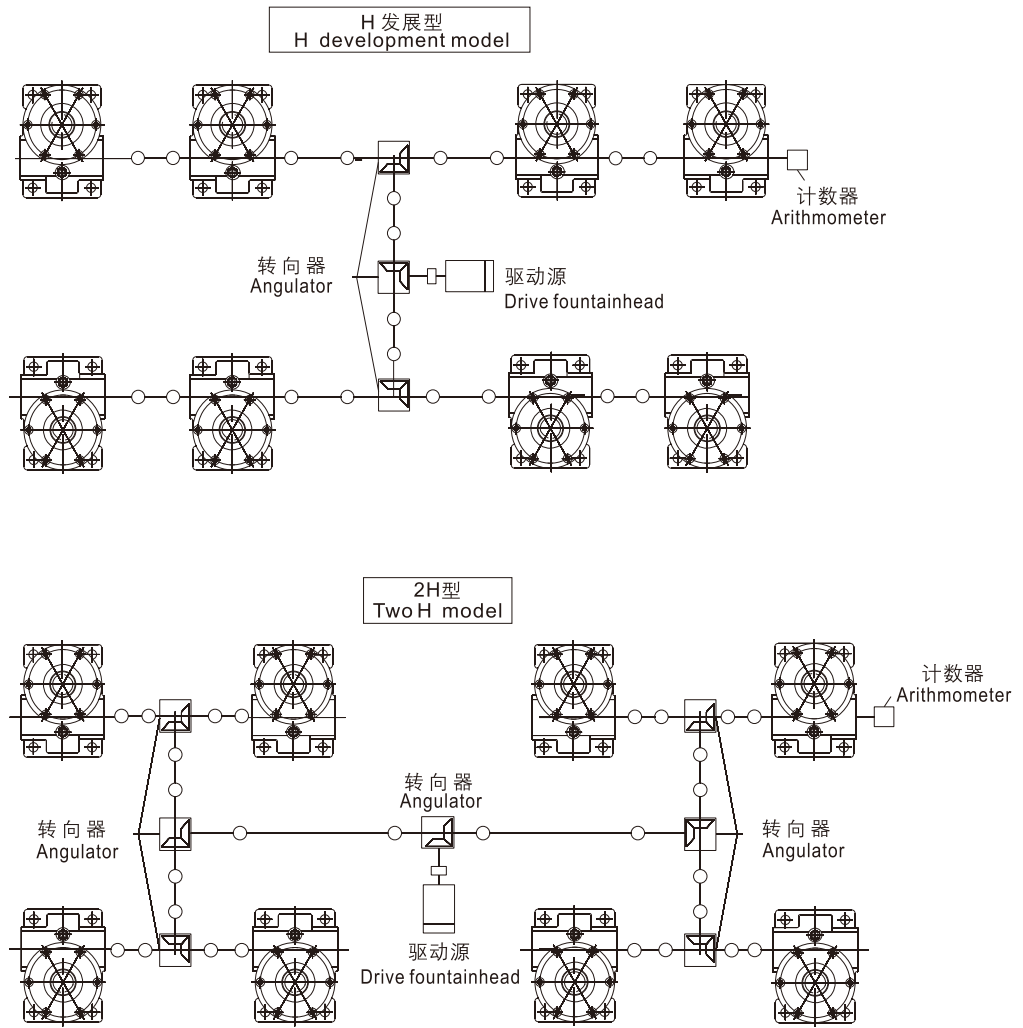 H 发展型
H development model
计数器
Arithmometer
转向器
Angulator
驱动源
Drive fountainhead
2H型
Two H model
计数器
Arithmometer
转向器
Angulator
转向器
Angulator
转向器
Angulator
驱动源
Drive fountainhead